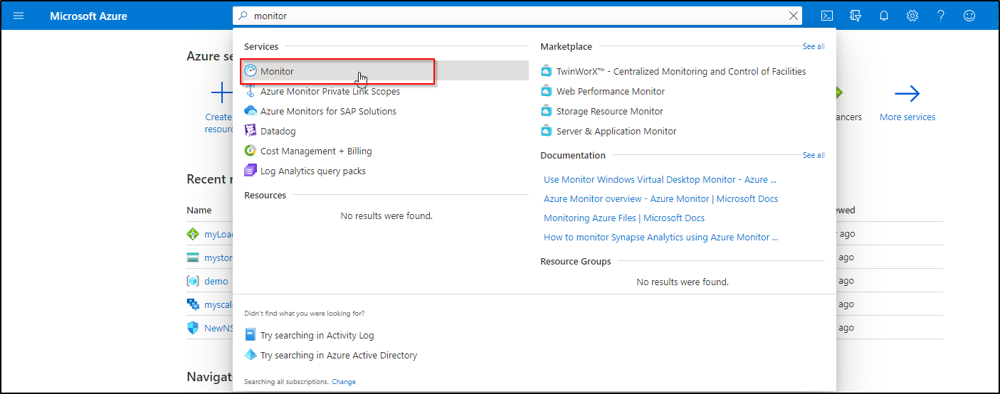 Microsoft Azure
monitor
Azure se
Create
resourc
ancers
More services
Recent r
Name
ewed
myLoad
ago
mystor
ago
demo
ago
myscal
ago
NewNS
ago
Navigat
Services
Monitor
Azure Monitor Private Link Scopes
Azure Monitors for SAP Solutions
Datadog
Cost Management + Billing
Log Analytics query packs
Resources
No results were found.
Marketplace
See all
TwinWorX™ - Centralized Monitoring and Control of Facilities
Web Performance Monitor
Storage Resource Monitor
Server & Application Monitor
Documentation
See all
Use Monitor Windows Virtual Desktop Monitor - Azure ...
Azure Monitor overview - Azure Monitor | Microsoft Docs
Monitoring Azure Files | Microsoft Docs
How to monitor Synapse Analytics using Azure Monitor ...
Resource Groups
No results were found.
Didn't find what you were looking for?
Try searching in Activity Log
Try searching in Azure Active Directory
Searching all subscriptions. Change